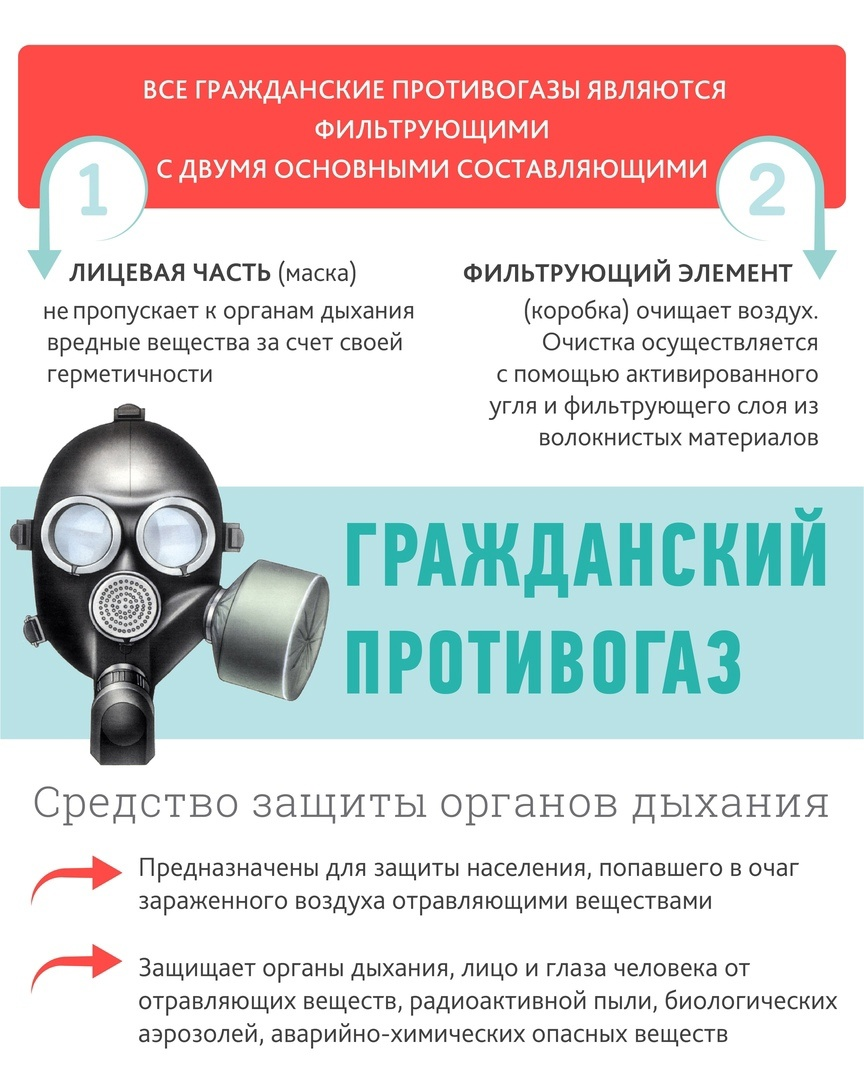 ВСЕ ГРАЖДАНСКИЕ ПРОТИВОГАЗЫ ЯВЛЯЮТСЯ
ФИЛЬТРУЮЩИМИ
С ДВУМЯ ОСНОВНЫМИ СОСТАВЛЯЮЩИМИ
1
2
ЛИЦЕВАЯ ЧАСТЬ (маска)
не пропускает к органам дыхания
вредные вещества за счет своей
герметичности
ФИЛЬТРУЮЩИЙ ЭЛЕМЕНТ
(коробка) очищает воздух.
Очистка осуществляется
с помощью активированного
угля и фильтрующего слоя из
волокнистых материалов
ГРАЖДАНСКИЙ
ПРОТИВОГАЗ
Средство защиты органов дыхания
Предназначены для защиты населения, попавшего в очаг
зараженного воздуха отравляющими веществами
Защищает органы дыхания, лицо и глаза человека от
отравляющих веществ, радиоактивной пыли, биологических
аэрозолей, аварийно-химических опасных веществ